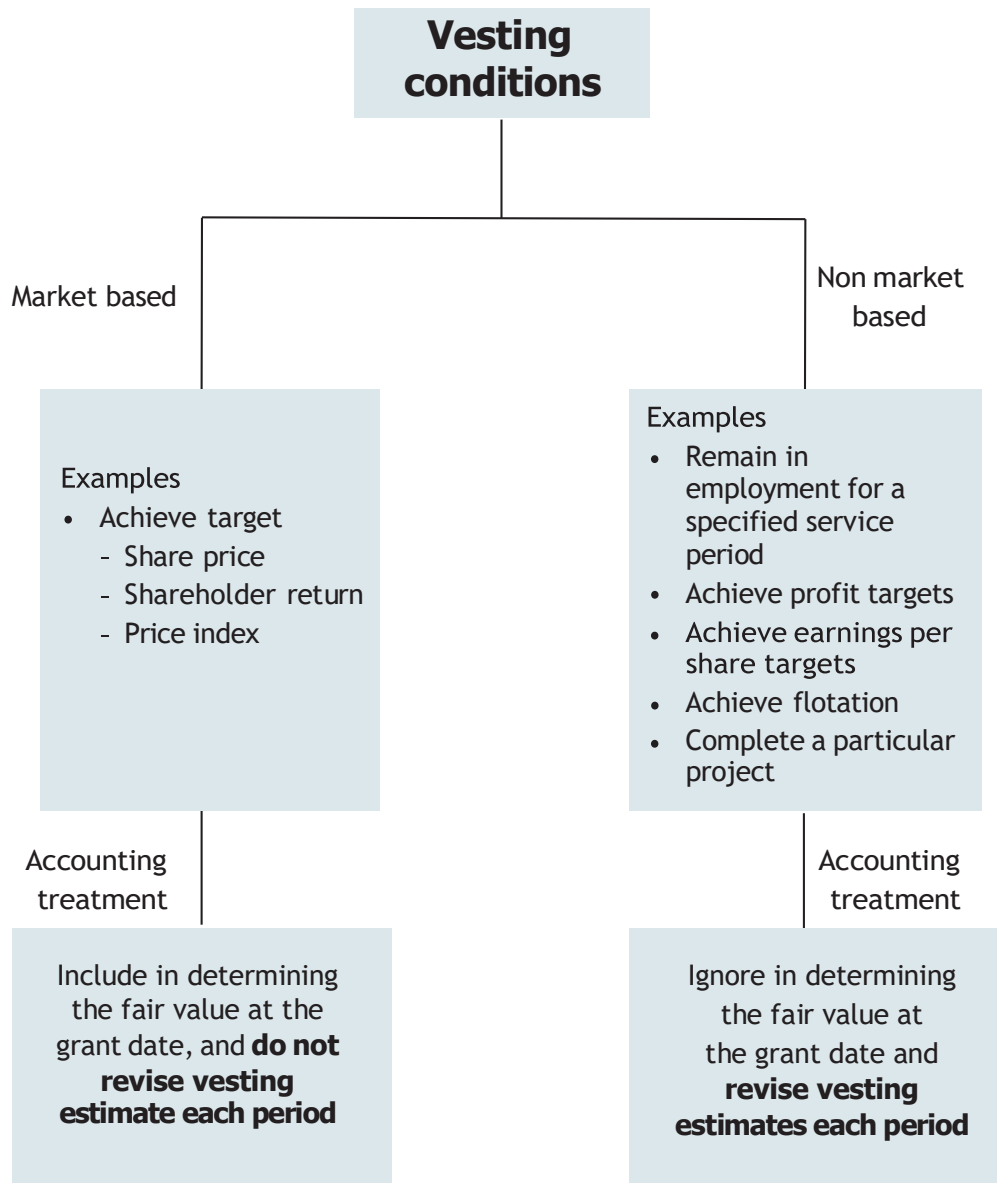 Vesting
conditions
Market based
Non market
based
Examples
• Achieve target
- Share price
- Shareholder return
- Price index
Examples
• Remain in
employment for a
specified service
period
• Achieve profit targets
• Achieve earnings per
share targets
• Achieve flotation
• Complete a particular
project
Accounting
treatment
Accounting
treatment
Include in determining
the fair value at the
grant date, and do not
revise vesting
estimate each period
Ignore in determining
the fair value at
the grant date and
revise vesting
estimates each period